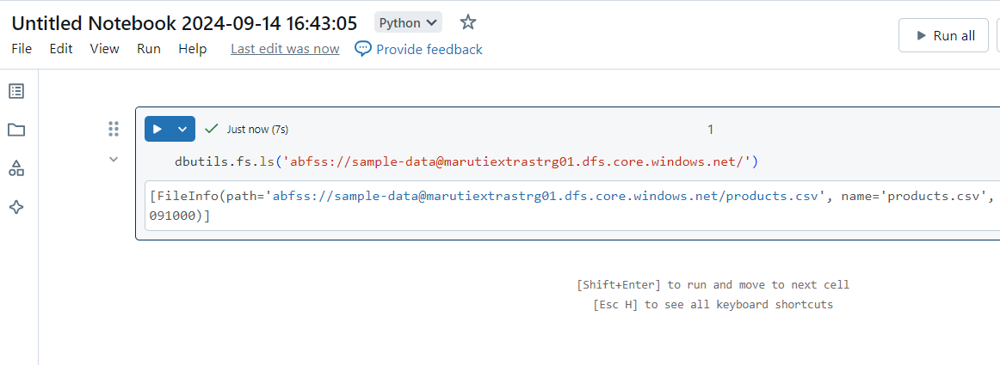 Untitled Notebook 2024-09-14 16:43:05 Python
Run all
File Edit View Run Help Last edit was now Provide feedback
Just now (7s) 1
dbutils.fs.ls('abfss://sample-data@marutiextrastrg01.dfs.core.windows.net/')
[FileInfo(path='abfss://sample-data@marutiextrastrg01.dfs.core.windows.net/products.csv', name='products.csv',
091000)]
[Shift+Enter] to run and move to next cell
[Esc H] to see all keyboard shortcuts